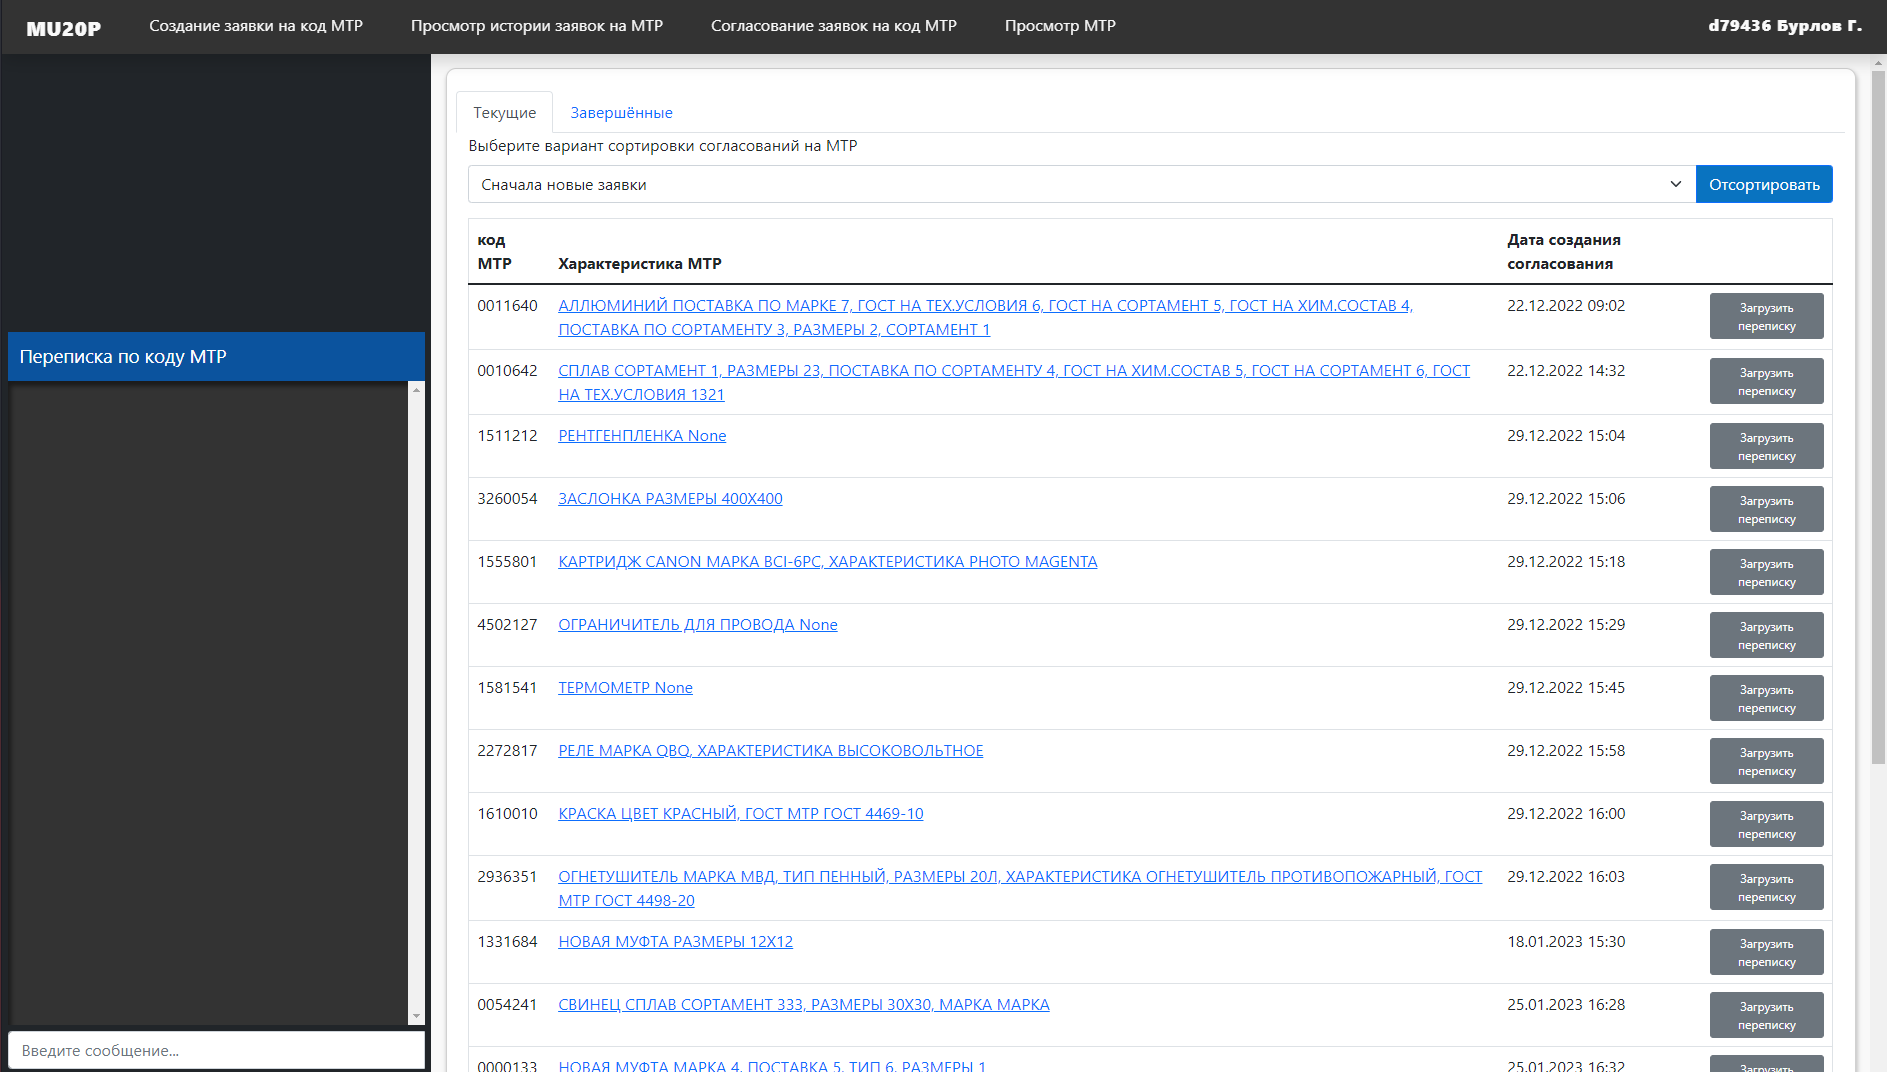 MU20P
Создание заявки на код МТР
Просмотр истории заявок на МТР
Согласование заявок на код МТР
Просмотр МТР
d79436 Бурлов Г.
Переписка по коду МТР
Введите сообщение...
Текущие
Завершённые
Выберите вариант сортировки согласований на МТР
Сначала новые заявки
Отсортировать
код
МТР
Характеристика МТР
Дата создания
согласования
0011640
АЛЛЮМИНИЙ ПОСТАВКА ПО МАРКЕ 7, ГОСТ НА ТЕХ.УСЛОВИЯ 6, ГОСТ НА СОРТАМЕНТ 5, ГОСТ НА ХИМ.СОСТАВ 4,
ПОСТАВКА ПО СОРТАМЕНТУ 3, РАЗМЕРЫ 2, СОРТАМЕНТ 1
22.12.2022 09:02
Загрузить
переписку
0010642
СПЛАВ СОРТАМЕНТ 1, РАЗМЕРЫ 23, ПОСТАВКА ПО СОРТАМЕНТУ 4, ГОСТ НА ХИМ.СОСТАВ 5, ГОСТ НА СОРТАМЕНТ 6, ГОСТ
НА ТЕХ.УСЛОВИЯ 1321
22.12.2022 14:32
Загрузить
переписку
1511212
РЕНТГЕНПЛЕНКА None
29.12.2022 15:04
Загрузить
переписку
3260054
ЗАСЛОНКА РАЗМЕРЫ 400Х400
29.12.2022 15:06
Загрузить
переписку
1555801
КАРТРИДЖ CANON МАРКА BCI-6PC, ХАРАКТЕРИСТИКА PHOTO MAGENTA
29.12.2022 15:18
Загрузить
переписку
4502127
ОГРАНИЧИТЕЛЬ ДЛЯ ПРОВОДА None
29.12.2022 15:29
Загрузить
переписку
1581541
ТЕРМОМЕТР None
29.12.2022 15:45
Загрузить
переписку
2272817
РЕЛЕ МАРКА QBQ, ХАРАКТЕРИСТИКА ВЫСОКОВОЛЬТНОЕ
29.12.2022 15:58
Загрузить
переписку
1610010
КРАСКА ЦВЕТ КРАСНЫЙ, ГОСТ МТР ГОСТ 4469-10
29.12.2022 16:00
Загрузить
переписку
2936351
ОГНЕТУШИТЕЛЬ МАРКА МВД, ТИП ПЕННЫЙ, РАЗМЕРЫ 20Л, ХАРАКТЕРИСТИКА ОГНЕТУШИТЕЛЬ ПРОТИВОПОЖАРНЫЙ, ГОСТ
МТР ГОСТ 4498-20
29.12.2022 16:03
Загрузить
переписку
1331684
НОВАЯ МУФТА РАЗМЕРЫ 12Х12
18.01.2023 15:30
Загрузить
переписку
0054241
СВИНЕЦ СПЛАВ СОРТАМЕНТ 333, РАЗМЕРЫ 30Х30, МАРКА МАРКА
25.01.2023 16:28
Загрузить
переписку
0000133
НОВАЯ МУФТА МАРКА 4, ПОСТАВКА 5, ТИП 6, РАЗМЕРЫ 1
25.01.2023 16:32
Загрузить